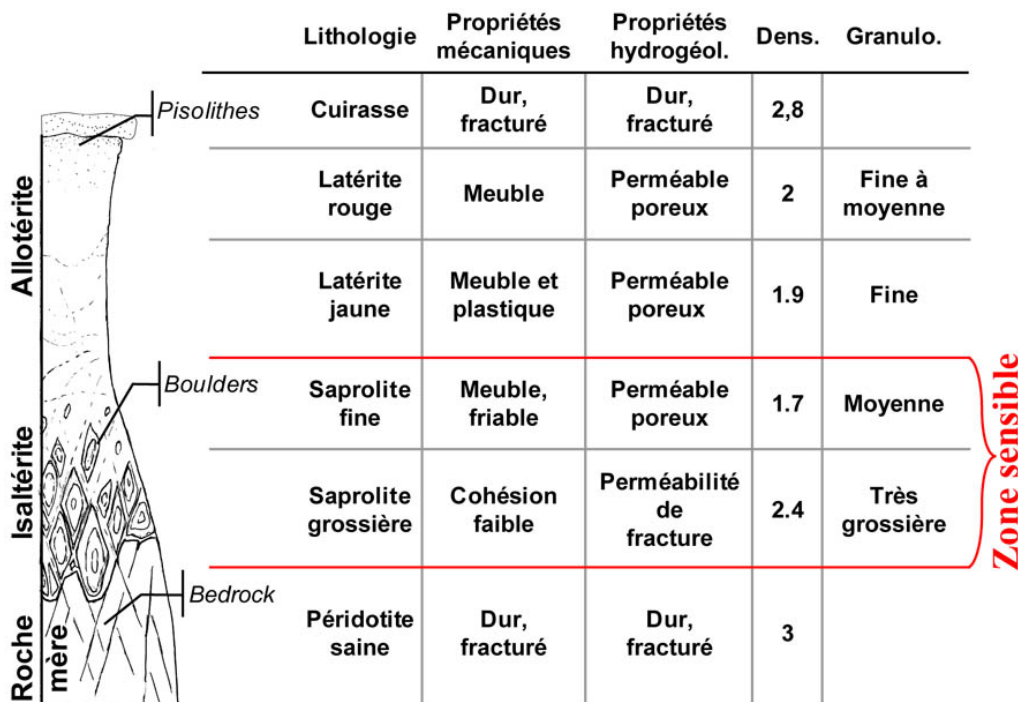 Lithologie
Propriétés
mécaniques
Propriétés
hydrogéol.
Dens.
Granulo.
Pisolithes
Cuirasse
Dur,
fracturé
Dur,
fracturé
2,8
Allotérite
Latérite
rouge
Meuble
Perméable
poreux
2
Fine à
moyenne
Latérite
jaune
Meuble et
plastique
Perméable
poreux
1.9
Fine
Boulders
Isaltérite
Saprolite
fine
Meuble,
friable
Perméable
poreux
1.7
Moyenne
Saprolite
grossière
Cohésion
faible
Perméabilité
de
fracture
2.4
Très
grossière
Zone sensible
Bedrock
Roche
mère
Péridotite
saine
Dur,
fracturé
Dur,
fracturé
3